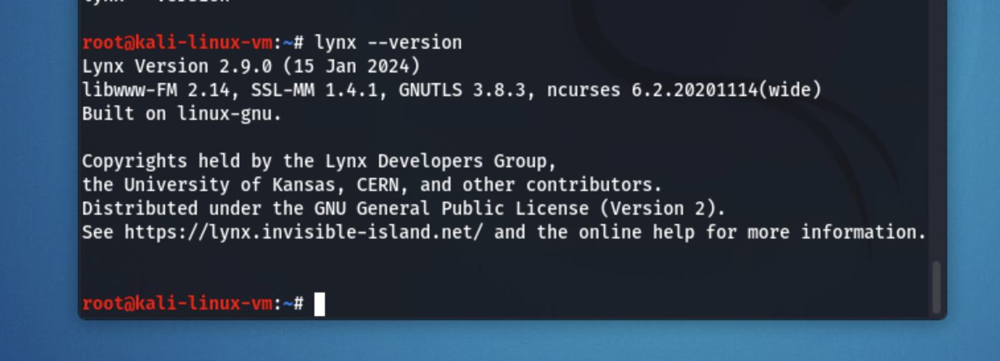 lynx --version
root@kali-linux-vm:~# lynx --version
Lynx Version 2.9.0 (15 Jan 2024)
libwww-FM 2.14, SSL-MM 1.4.1, GNUTLS 3.8.3, ncurses 6.2.20201114(wide)
Built on linux-gnu.
Copyrights held by the Lynx Developers Group,
the University of Kansas, CERN, and other contributors.
Distributed under the GNU General Public License (Version 2).
See https://lynx.invisible-island.net/ and the online help for more information.
root@kali-linux-vm:~#